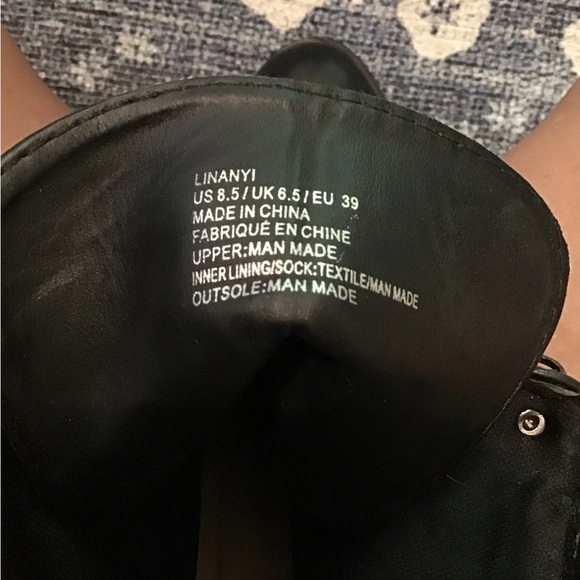 LINANYI
US 8.5 / UK 6.5 / EU 39
MADE IN CHINA
FABRIQUÉ EN CHINE
UPPER:MAN MADE
INNER LINING/SOCK:TEXTILE/MAN MADE
OUTSOLE:MAN MADE